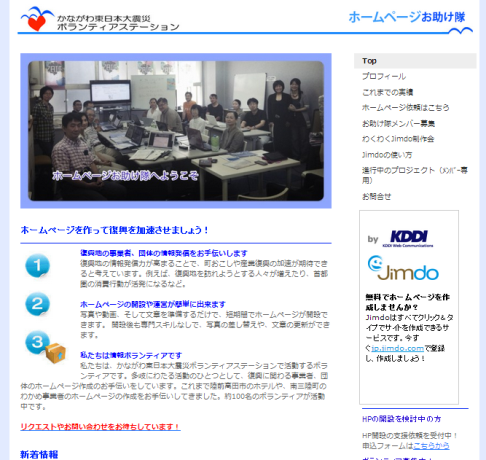 かながわ東日本大震災
ボランティアステーション
ホームページお助け隊
ホームページお助け隊へようこそ
Top
プロフィール
これまでの実績
ホームページ依頼はこちら
お助け隊メンバー募集
わくわくJimdo制作会
Jimdoの使い方
進行中のプロジェクト（ﾒﾝﾊﾞｰ専
用）
お問合せ
ホームページを作って復興を加速させましょう！
1
復興地の事業者、団体の情報発信をお手伝いします
復興地の情報発信力が高まることで、町おこしや産業復興の加速が期待でき
ると考えています。例えば、復興地を訪れようとする人々が増えたり、首都
圏の消費行動が活発になるなど。
2
ホームページの開設や運営が簡単に出来ます
写真や動画、そして文章を準備するだけで、短期間でホームページが開設で
きます。 開設後も専門スキルなしで、写真の差し替えや、文章の更新ができ
ます。
3
私たちは情報ボランティアです
私たちは、かながわ東日本大震災ボランティアステーションで活動するボラ
ンティアです。多岐にわたる活動のひとつとして、復興に関わる事業者、団
体のホームページ作成のお手伝いをしています。これまで陸前高田市のホテルや、南三陸町の
わかめ事業者のホームページの作成をお手伝いしてきました。約100名のボランティアが活動
中です。
リクエストやお問い合わせをお待ちしています！
新着情報
by KDDI
KDDI Web Communications
Jimdo
無料でホームページを作
成しませんか？
Jimdoはすべてクリック＆タ
イプでサイトを作成できるサ
ービスです。今す
ぐjp.jimdo.comで登録
し、作成しましょう！
HPの開設を検討中の方
HP開設の支援依頼を受付中！
申込フォームはこちらから